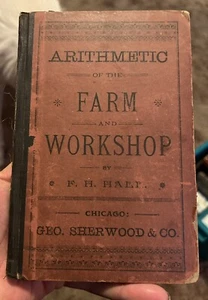 ARITHMETIC
OF THE
FARM
AND
WORKSHOP
BY
F. H. HALL.
CHICAGO:
GEO. SHERWOOD & CO.